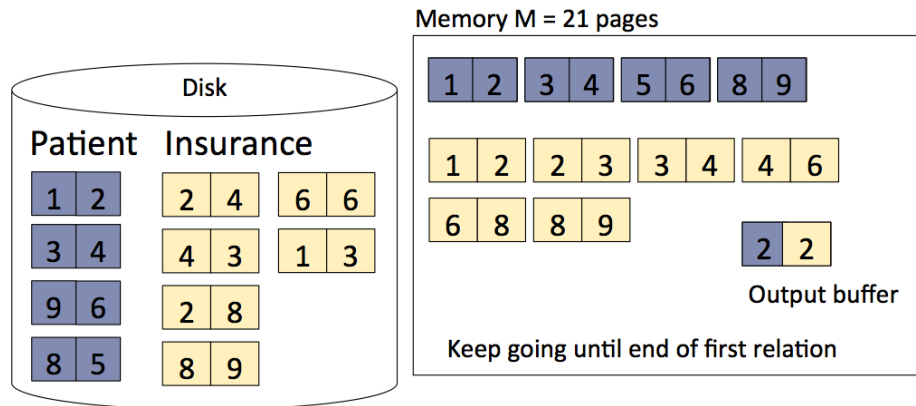 Memory M = 21 pages
Disk
Patient Insurance
1 2 2 4 6 6
3 4 4 3 1 3
9 6 2 8
8 5 8 9
1 2 3 4 5 6 8 9
1 2 2 3 3 4 4 6
6 8 8 9
2 2
Output buffer
Keep going until end of first relation